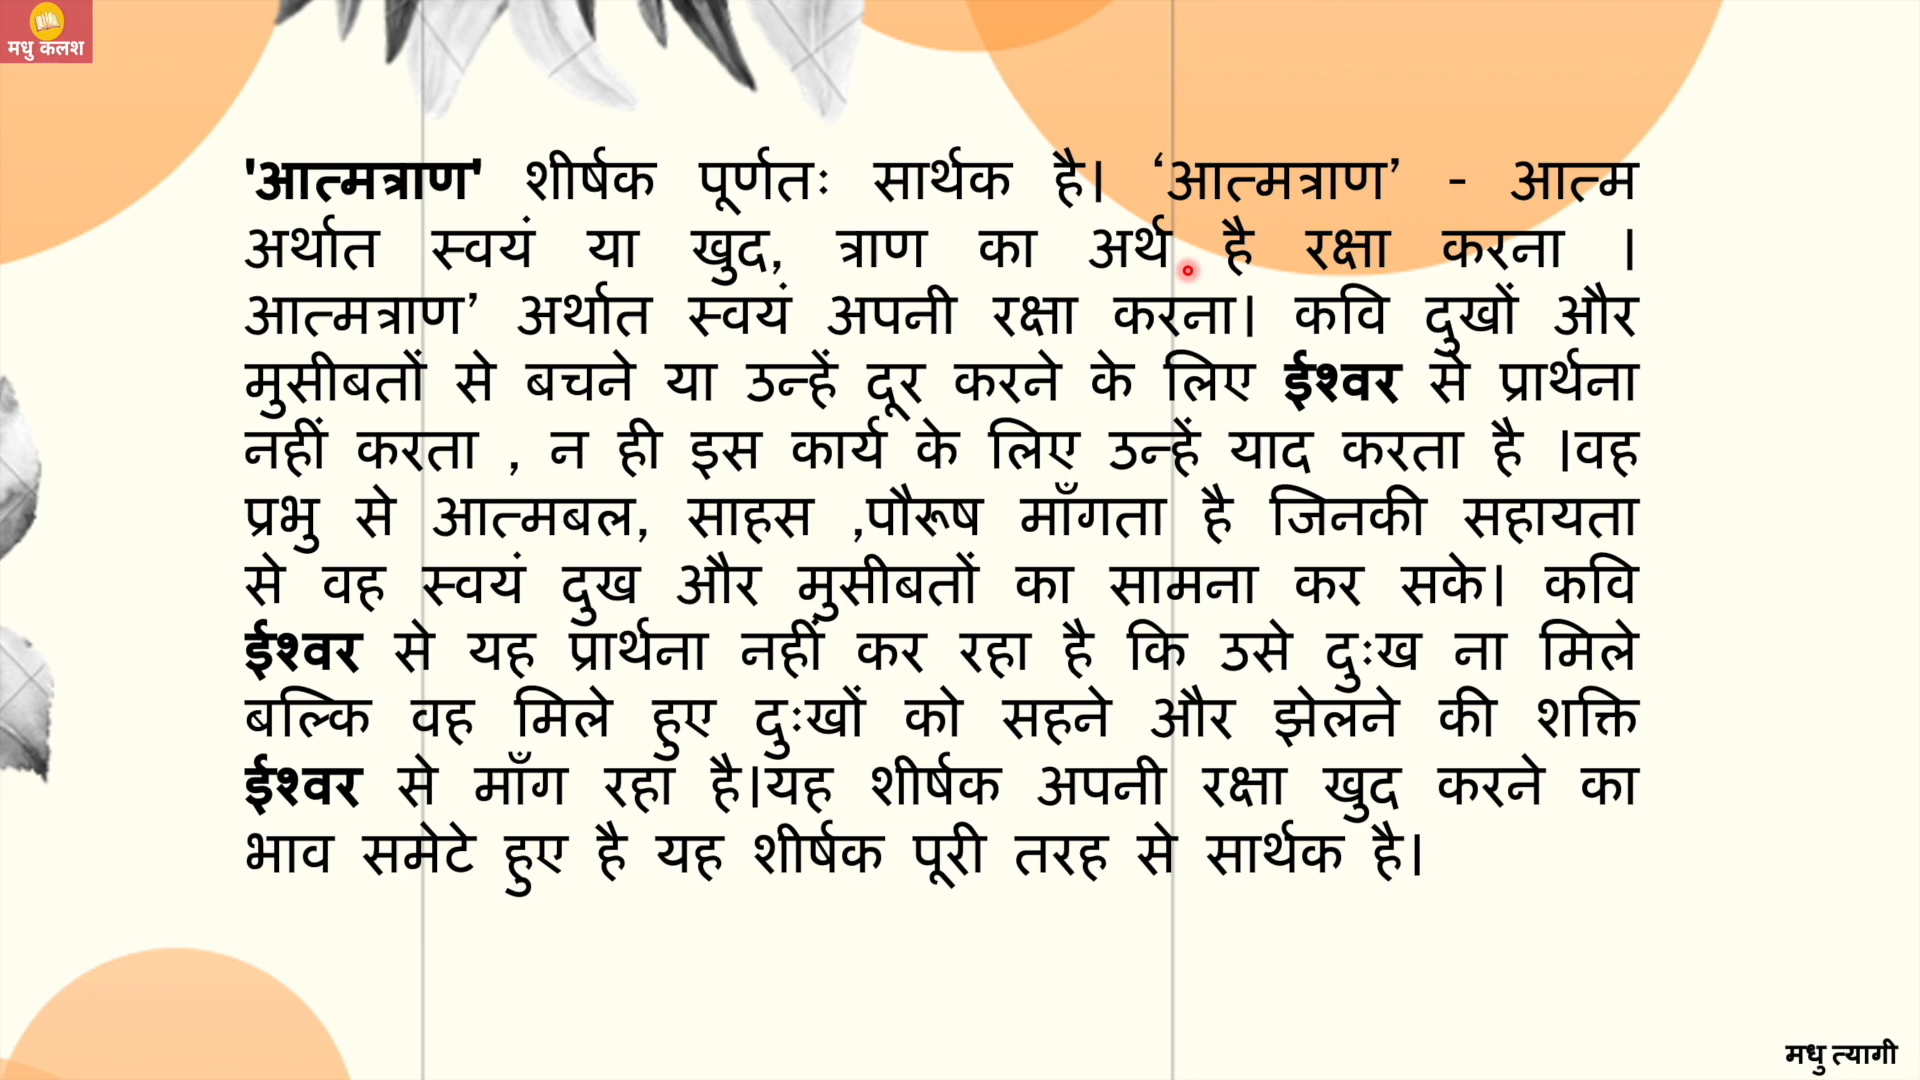 मधु कलश
'आत्मत्राण' शीर्षक पूर्णतः सार्थक है। ‘आत्मत्राण’ - आत्म
अर्थात स्वयं या खुद, त्राण का अर्थ है रक्षा करना ।
आत्मत्राण’ अर्थात स्वयं अपनी रक्षा करना। कवि दुखों और
मुसीबतों से बचने या उन्हें दूर करने के लिए ईश्वर से प्रार्थना
नहीं करता , न ही इस कार्य के लिए उन्हें याद करता है ।वह
प्रभु से आत्मबल, साहस ,पौरूष माँगता है जिनकी सहायता
से वह स्वयं दुख और मुसीबतों का सामना कर सके। कवि
ईश्वर से यह प्रार्थना नहीं कर रहा है कि उसे दुःख ना मिले
बल्कि वह मिले हुए दुःखों को सहने और झेलने की शक्ति
ईश्वर से माँग रहा है।यह शीर्षक अपनी रक्षा खुद करने का
भाव समेटे हुए है यह शीर्षक पूरी तरह से सार्थक है।
मधु त्यागी